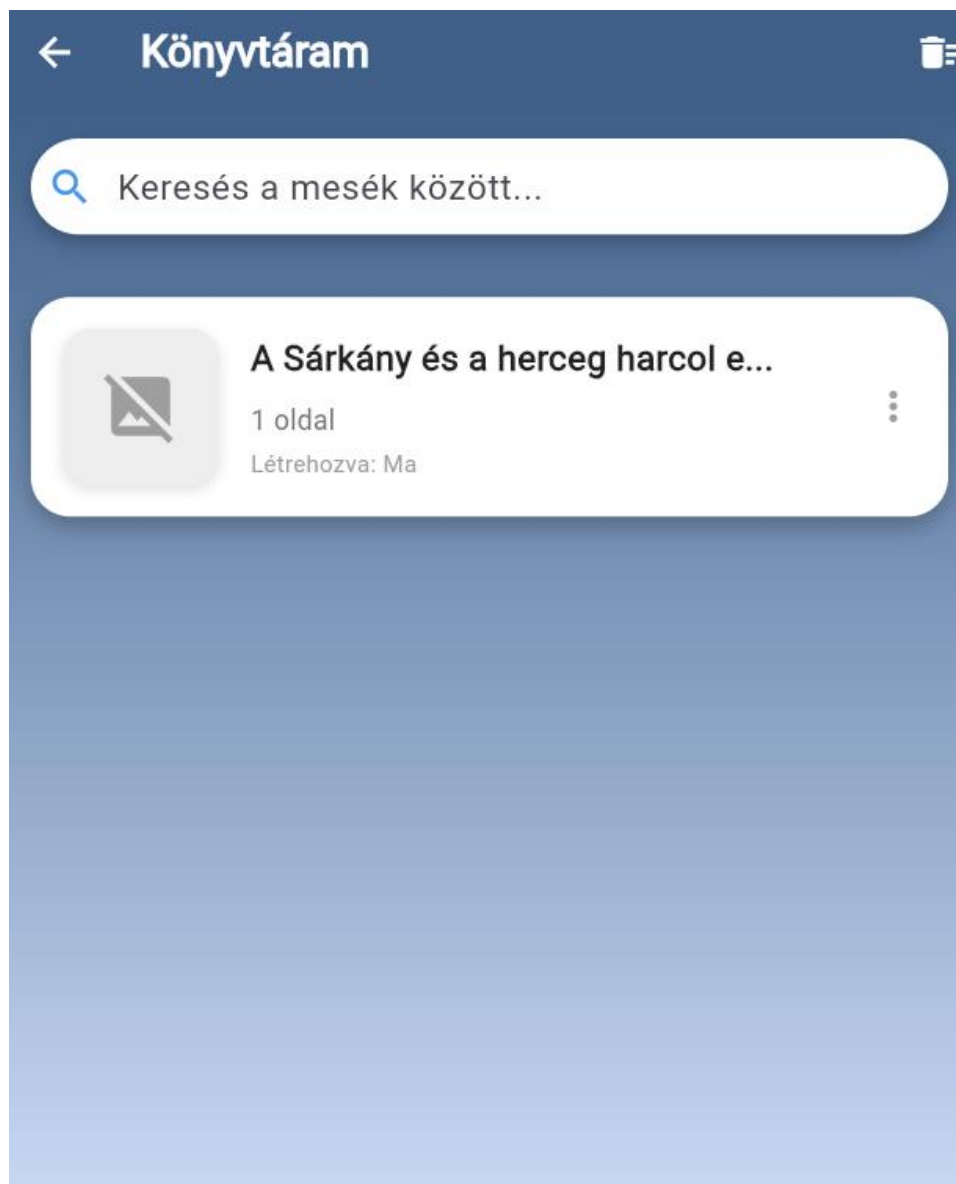 Könyvtáram
Keresés a mesék között...
A Sárkány és a herceg harcol e...
1 oldal
Létrehozva: Ma